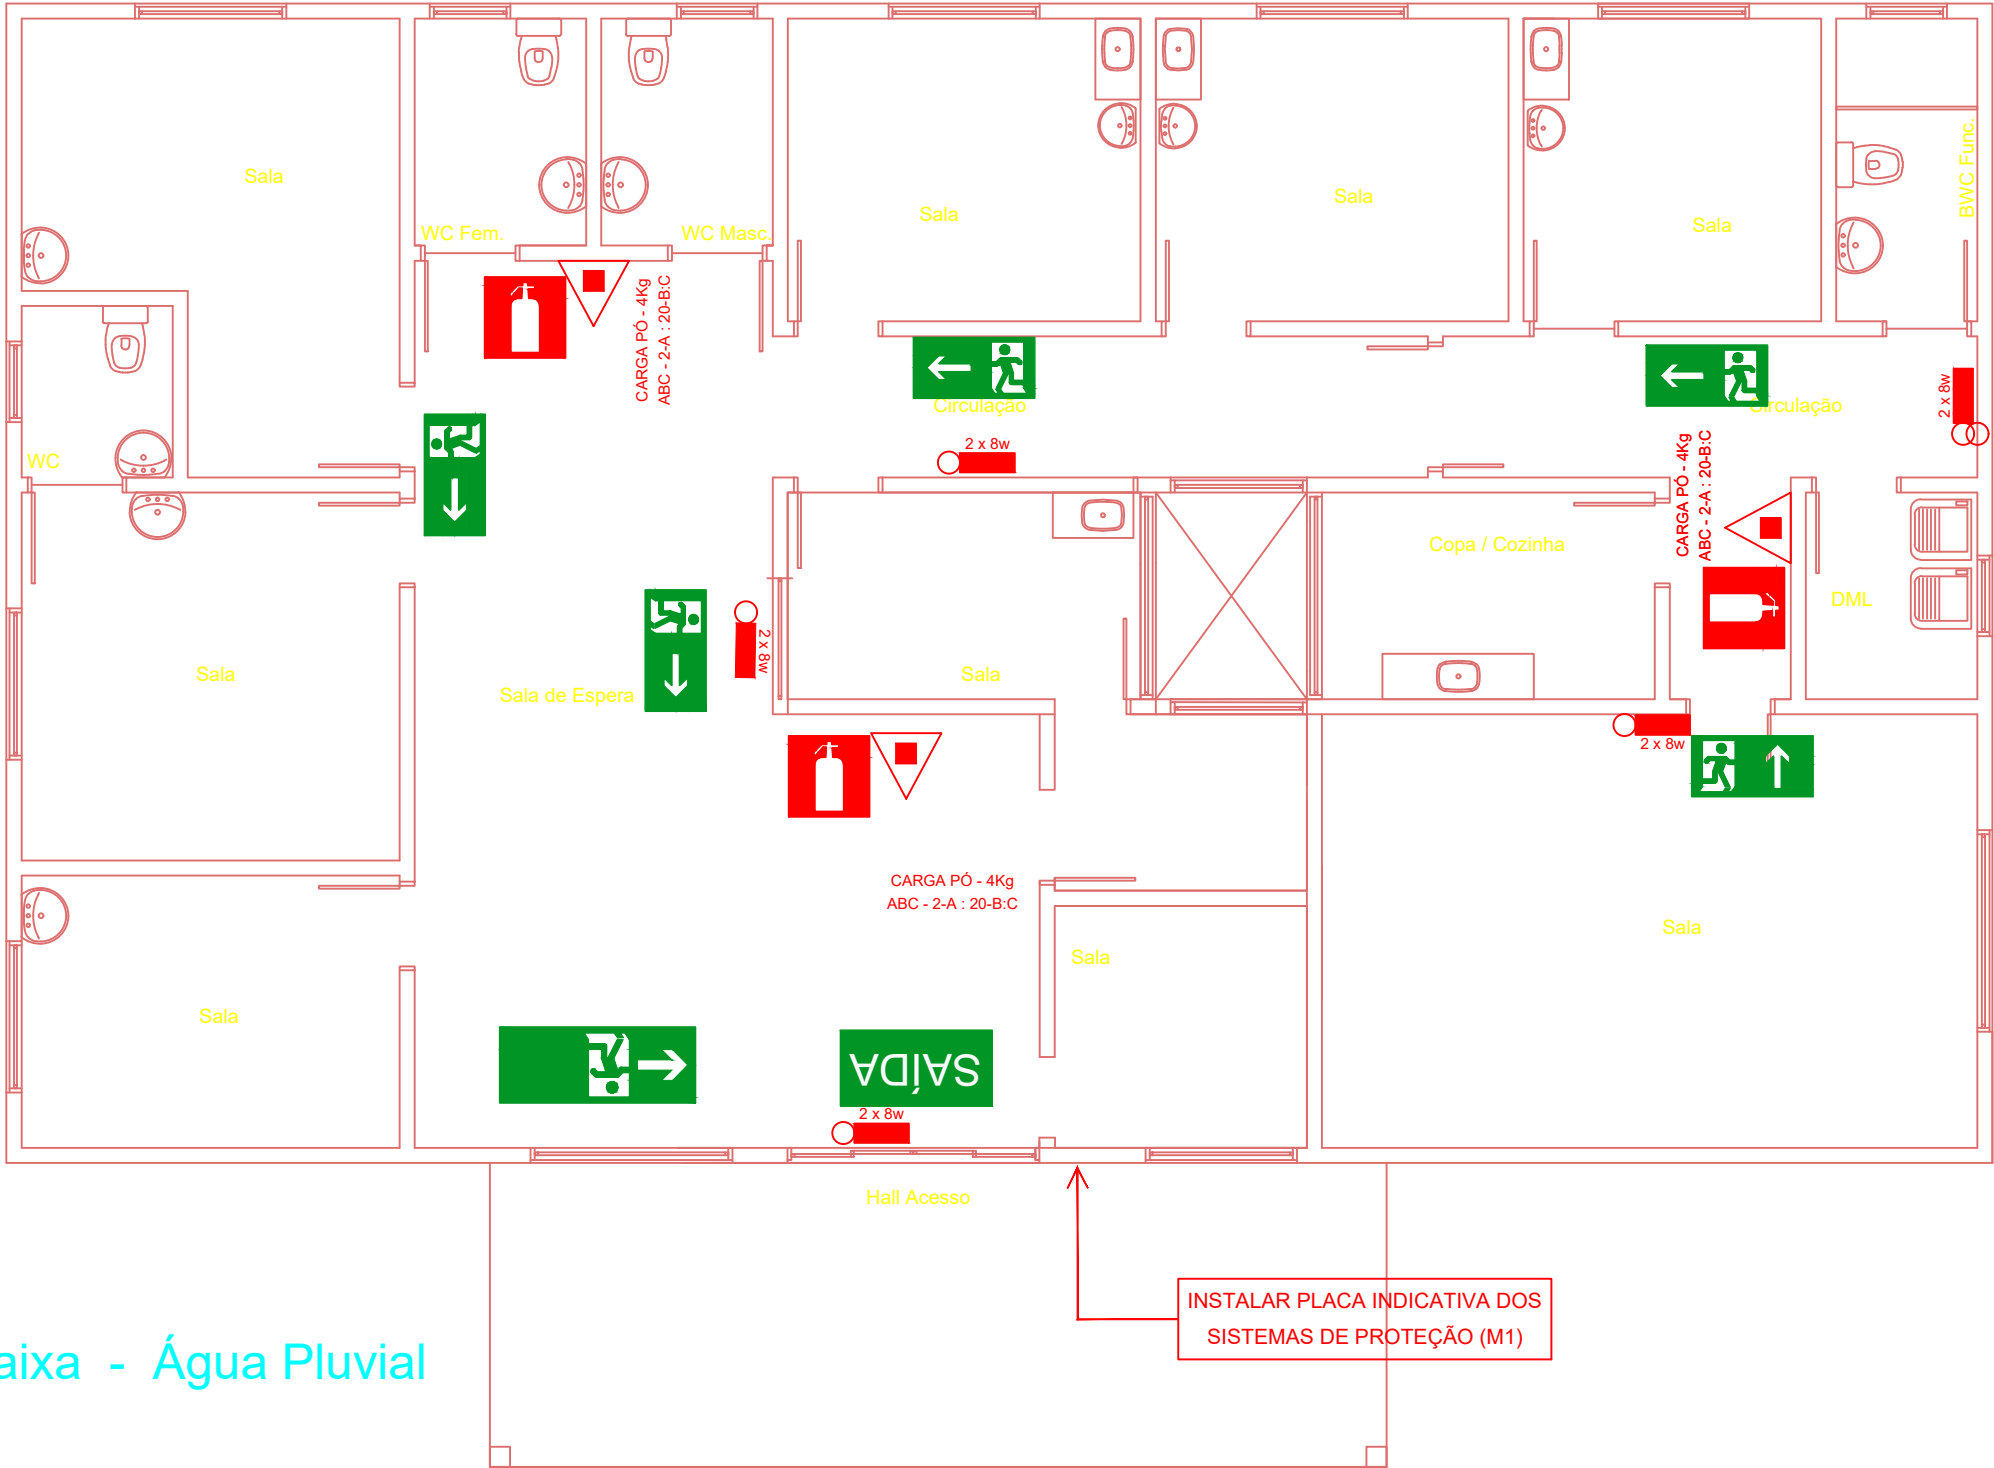 Sala
WC Fem.
WC Masc.
Sala
Sala
Sala
BWC Func.
CARGA PÓ - 4Kg
ABC - 2-A : 20-B:C
Circulação
Circulação
2 x 8w
2 x 8w
WC
CARGA PÓ - 4Kg
ABC - 2-A : 20-B:C
Copa / Cozinha
DML
Sala
Sala de Espera
2 x 8w
Sala
2 x 8w
CARGA PÓ - 4Kg
ABC - 2-A : 20-B:C
Sala
Sala
Sala
SAÍDA
2 x 8w
Hall Acesso
INSTALAR PLACA INDICATIVA DOS
SISTEMAS DE PROTEÇÃO (M1)
aixa - Água Pluvial